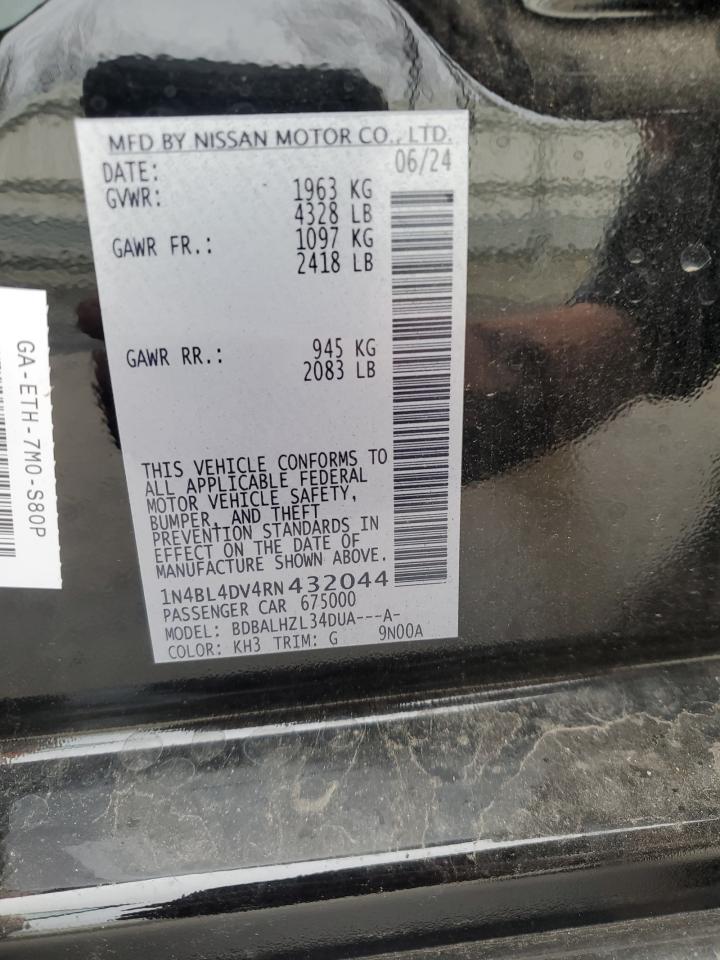 MFD BY NISSAN MOTOR CO., LTD.
DATE: 06/24
GVWR: 1963 KG
4328 LB
GAWR FR.: 1097 KG
2418 LB
GAWR RR.: 945 KG
2083 LB
THIS VEHICLE CONFORMS TO
ALL APPLICABLE FEDERAL
MOTOR VEHICLE SAFETY,
BUMPER, AND THEFT
PREVENTION STANDARDS IN
EFFECT ON THE DATE OF
MANUFACTURE SHOWN ABOVE.
1N4BL4DV4RN432044
PASSENGER CAR 675000
MODEL: BDBALHZL34DUA---A-
COLOR: KH3 TRIM: G 9N00A
GA-ETH-7M0-S80P